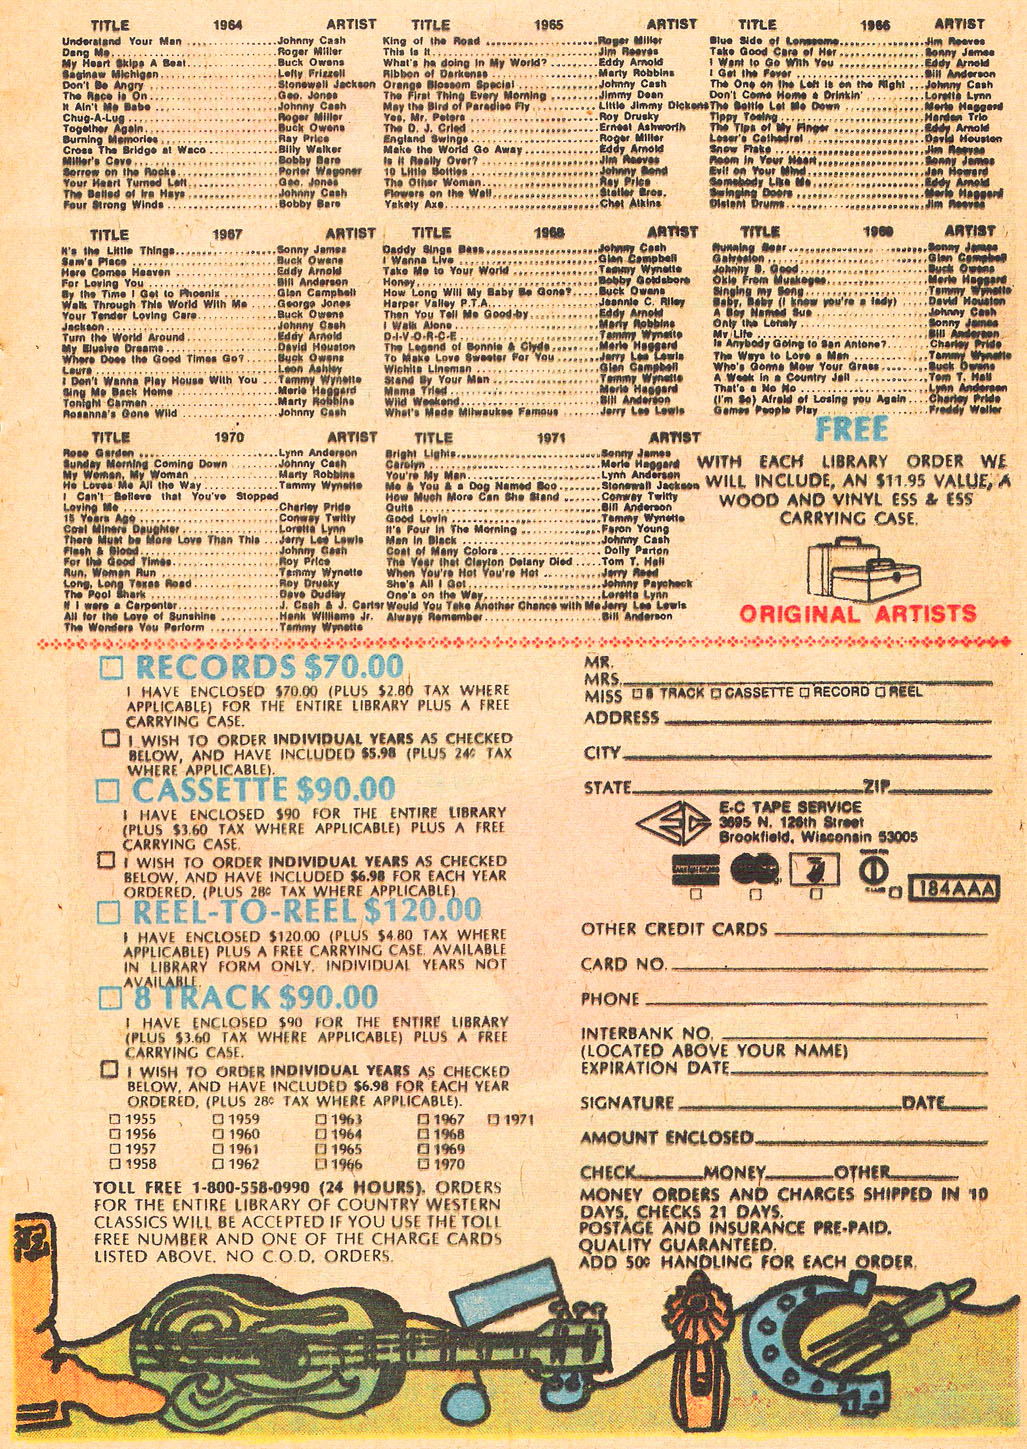 TITLE 1964 ARTIST
Understand Your Man Johnny Cash
Dang Me Roger Miller
My Heart Skips A Beat Buck Owens
Saginaw Michigan Lefty Frizzell
Don't Be Angry Stonewall Jackson
The Race Is On Geo. Jones
It Ain't Me Babe Johnny Cash
Chug-A-Lug Roger Miller
Together Again Buck Owens
Burning Memories Ray Price
Cross The Bridge at Waco Billy Walker
Miller's Cave Bobby Bare
Sorrow on the Rocks Porter Wagoner
Your Heart Turned Left Geo. Jones
The Ballad of Ira Hays Johnny Cash
Four Strong Winds Bobby Bare
TITLE 1965 ARTIST
King of the Road Roger Miller
This Is It Jim Reeves
What's he doing in My World? Eddy Arnold
Ribbon of Darkenss Marty Robbins
Orange Blossom Special Johnny Cash
The First Thing Every Morning Jimmy Dean
May the Bird of Paradise Fly Little Jimmy Dickens
Yes, Mr. Peters Roy Drusky
The D. J. Cried Ernest Ashworth
England Swings Roger Miller
Make the World Go Away Eddy Arnold
Is it Really Over? Jim Reeves
10 Little Bottles Johnny Bond
The Other Woman Ray Price
Flowers on the Wall Statler Bros.
Yakety Axe Chet Atkins
TITLE 1966 ARTIST
Blue Side of Lonesome Jim Reeves
Take Good Care of Her Sonny James
I Want to Go With You Eddy Arnold
I Get the Fever Bill Anderson
The One on the Left is on the Right Johnny Cash
Don't Come Home a Drinkin' Loretta Lynn
The Bottle Let Me Down Merle Haggard
Tippy Toeing Harden Trio
The Tips of My Finger Eddy Arnold
Cathedral David Houston
Snow Flake Jim Reeves
Room in Your Heart Sonny James
Evil on Your Mind Jan Howard
Somebody Like Me Eddy Arnold
Swinging Doors Merle Haggard
Distant Drums Jim Reeves
TITLE 1967 ARTIST
It's the Little Things Sonny James
Sam's Place Buck Owens
Here Comes Heaven Eddy Arnold
For Loving You Bill Anderson
By the Time I Get to Phoenix Glen Campbell
Walk Through This World With Me George Jones
Your Tender Loving Care Buck Owens
Jackson Johnny Cash
Turn the World Around Eddy Arnold
My Elusive Dreams David Houston
Where Does the Good Times Go? Buck Owens
Laura Leon Ashley
I Don't Wanna Play House With You Tammy Wynette
Sing Me Back Home Merle Haggard
Tonight Carmen Marty Robbins
Rosanna's Gone Wild Johnny Cash
TITLE 1968 ARTIST
Daddy Sings Bass Johnny Cash
I Wanna Live Glen Campbell
Take Me to Your World Tammy Wynette
Honey Bobby Goldsboro
How Long Will My Baby Be Gone? Buck Owens
Harper Valley P.T.A. Jeannie C. Riley
Then You Tell Me Good-by Eddy Arnold
I Walk Alone Marty Robbins
D-I-V-O-R-C-E Tammy Wynette
The Legend of Bonnie & Clyde Merle Haggard
To Make Love Sweeter For You Jerry Lee Lewis
Wichita Lineman Glen Campbell
Stand By Your Man Tammy Wynette
Mama Tried Merle Haggard
Wild Weekend Bill Anderson
What's Made Milwaukee Famous Jerry Lee Lewis
TITLE 1969 ARTIST
Running Bear Sonny James
Galveston Glen Campbell
Johnny B. Good Buck Owens
Okie From Muskogee Merle Haggard
Singing my Song Tammy Wynette
Baby, Baby (I know you're a lady) David Houston
A Boy Named Sue Johnny Cash
Only the Lonely Sonny James
My Life Bill Anderson
Is Anybody Going to San Antone? Charley Pride
The Ways to Love a Man Tammy Wynette
Who's Gonna Mow Your Grass Buck Owens
A Week in a Country Jail Tom T. Hall
That's a No No Lynn Anderson
(I'm So) Afraid of Losing you Again Charley Pride
Games People Play Freddy Weller
TITLE 1970 ARTIST
Rose Garden Lynn Anderson
Sunday Morning Coming Down Johnny Cash
My Woman, My Woman Marty Robbins
He Loves Me All the Way Tammy Wynette
I Can't Believe that You've Stopped
Loving Me Charley Pride
15 Years Ago Conway Twitty
Coal Miners Daughter Loretta Lynn
There Must be More Love Than This Jerry Lee Lewis
Flesh & Blood Johnny Cash
For the Good Times Ray Price
Run, Woman Run Tammy Wynette
Long, Long Texas Road Roy Drusky
The Pool Shark Dave Dudley
If I were a Carpenter J. Cash & J. Carter
All for the Love of Sunshine Hank Williams Jr.
The Wonders You Perform Tammy Wynette
TITLE 1971 ARTIST
Bright Lights Sonny James
Carolyn Merle Haggard
You're My Man Lynn Anderson
Me & You & a Dog Named Boo Stonewall Jackson
How Much More Can She Stand Conway Twitty
Quits Bill Anderson
Good Lovin Tammy Wynette
It's Four In The Morning Faron Young
Man in Black Johnny Cash
Coat of Many Colors Dolly Parton
The Year that Clayton Delany Died Tom T. Hall
When You're Hot You're Hot Jerry Reed
She's All I Got Johnny Paycheck
One's on the Way Loretta Lynn
Would You Take Another Chance with Me Jerry Lee Lewis
Always Remember Bill Anderson
FREE
WITH EACH LIBRARY ORDER WE
WILL INCLUDE, AN $11.95 VALUE, A
WOOD AND VINYL ESS & ESS
CARRYING CASE.
ORIGINAL ARTISTS
RECORDS $70.00
I HAVE ENCLOSED $70.00 (PLUS $2.80 TAX WHERE
APPLICABLE) FOR THE ENTIRE LIBRARY PLUS A FREE
CARRYING CASE.
I WISH TO ORDER INDIVIDUAL YEARS AS CHECKED
BELOW, AND HAVE INCLUDED $5.98 (PLUS 24¢ TAX
WHERE APPLICABLE).
CASSETTE $90.00
I HAVE ENCLOSED $90 FOR THE ENTIRE LIBRARY
(PLUS $3.60 TAX WHERE APPLICABLE) PLUS A FREE
CARRYING CASE.
I WISH TO ORDER INDIVIDUAL YEARS AS CHECKED
BELOW, AND HAVE INCLUDED $6.98 FOR EACH YEAR
ORDERED, (PLUS 28¢ TAX WHERE APPLICABLE)
REEL-TO-REEL $120.00
I HAVE ENCLOSED $120.00 (PLUS $4.80 TAX WHERE
APPLICABLE) PLUS A FREE CARRYING CASE. AVAILABLE
IN LIBRARY FORM ONLY. INDIVIDUAL YEARS NOT
AVAILABLE.
8 TRACK $90.00
I HAVE ENCLOSED $90 FOR THE ENTIRE LIBRARY
(PLUS $3.60 TAX WHERE APPLICABLE) PLUS A FREE
CARRYING CASE.
I WISH TO ORDER INDIVIDUAL YEARS AS CHECKED
BELOW, AND HAVE INCLUDED $6.98 FOR EACH YEAR
ORDERED, (PLUS 28¢ TAX WHERE APPLICABLE).
1955 1959 1963 1967 1971
1956 1960 1964 1968
1957 1961 1965 1969
1958 1962 1966 1970
TOLL FREE 1-800-558-0990 (24 HOURS). ORDERS
FOR THE ENTIRE LIBRARY OF COUNTRY WESTERN
CLASSICS WILL BE ACCEPTED IF YOU USE THE TOLL
FREE NUMBER AND ONE OF THE CHARGE CARDS
LISTED ABOVE. NO C.O.D. ORDERS.
MR.
MRS.
MISS 8 TRACK CASSETTE RECORD REEL
ADDRESS
CITY
STATE ZIP
E-C TAPE SERVICE
3695 N. 126th Street
Brookfield, Wisconsin 53005
184AAA
OTHER CREDIT CARDS
CARD NO.
PHONE
INTERBANK NO.
(LOCATED ABOVE YOUR NAME)
EXPIRATION DATE
SIGNATURE DATE
AMOUNT ENCLOSED
CHECK MONEY OTHER
MONEY ORDERS AND CHARGES SHIPPED IN 10
DAYS, CHECKS 21 DAYS.
POSTAGE AND INSURANCE PRE-PAID.
QUALITY GUARANTEED.
ADD 50¢ HANDLING FOR EACH ORDER.